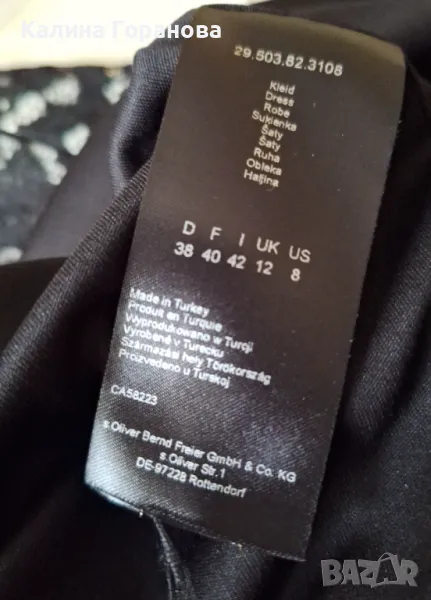 Калина Горанова
29.503.82.3108
Kleid
Dress
Robe
Sukienka
Šaty
Šaty
Ruha
Obleka
Haljina
D F I UK US
38 40 42 12 8
Made in Turkey
Produit en Turquie
Wyprodukowano w Turcji
Vyrobené v Turecku
Származási hely Törökország
Proizvedeno u Turskoj
CA58223
s.Oliver Bernd Freier GmbH & Co. KG
s.Oliver Str.1
DE-97228 Rottendorf
BAZAR